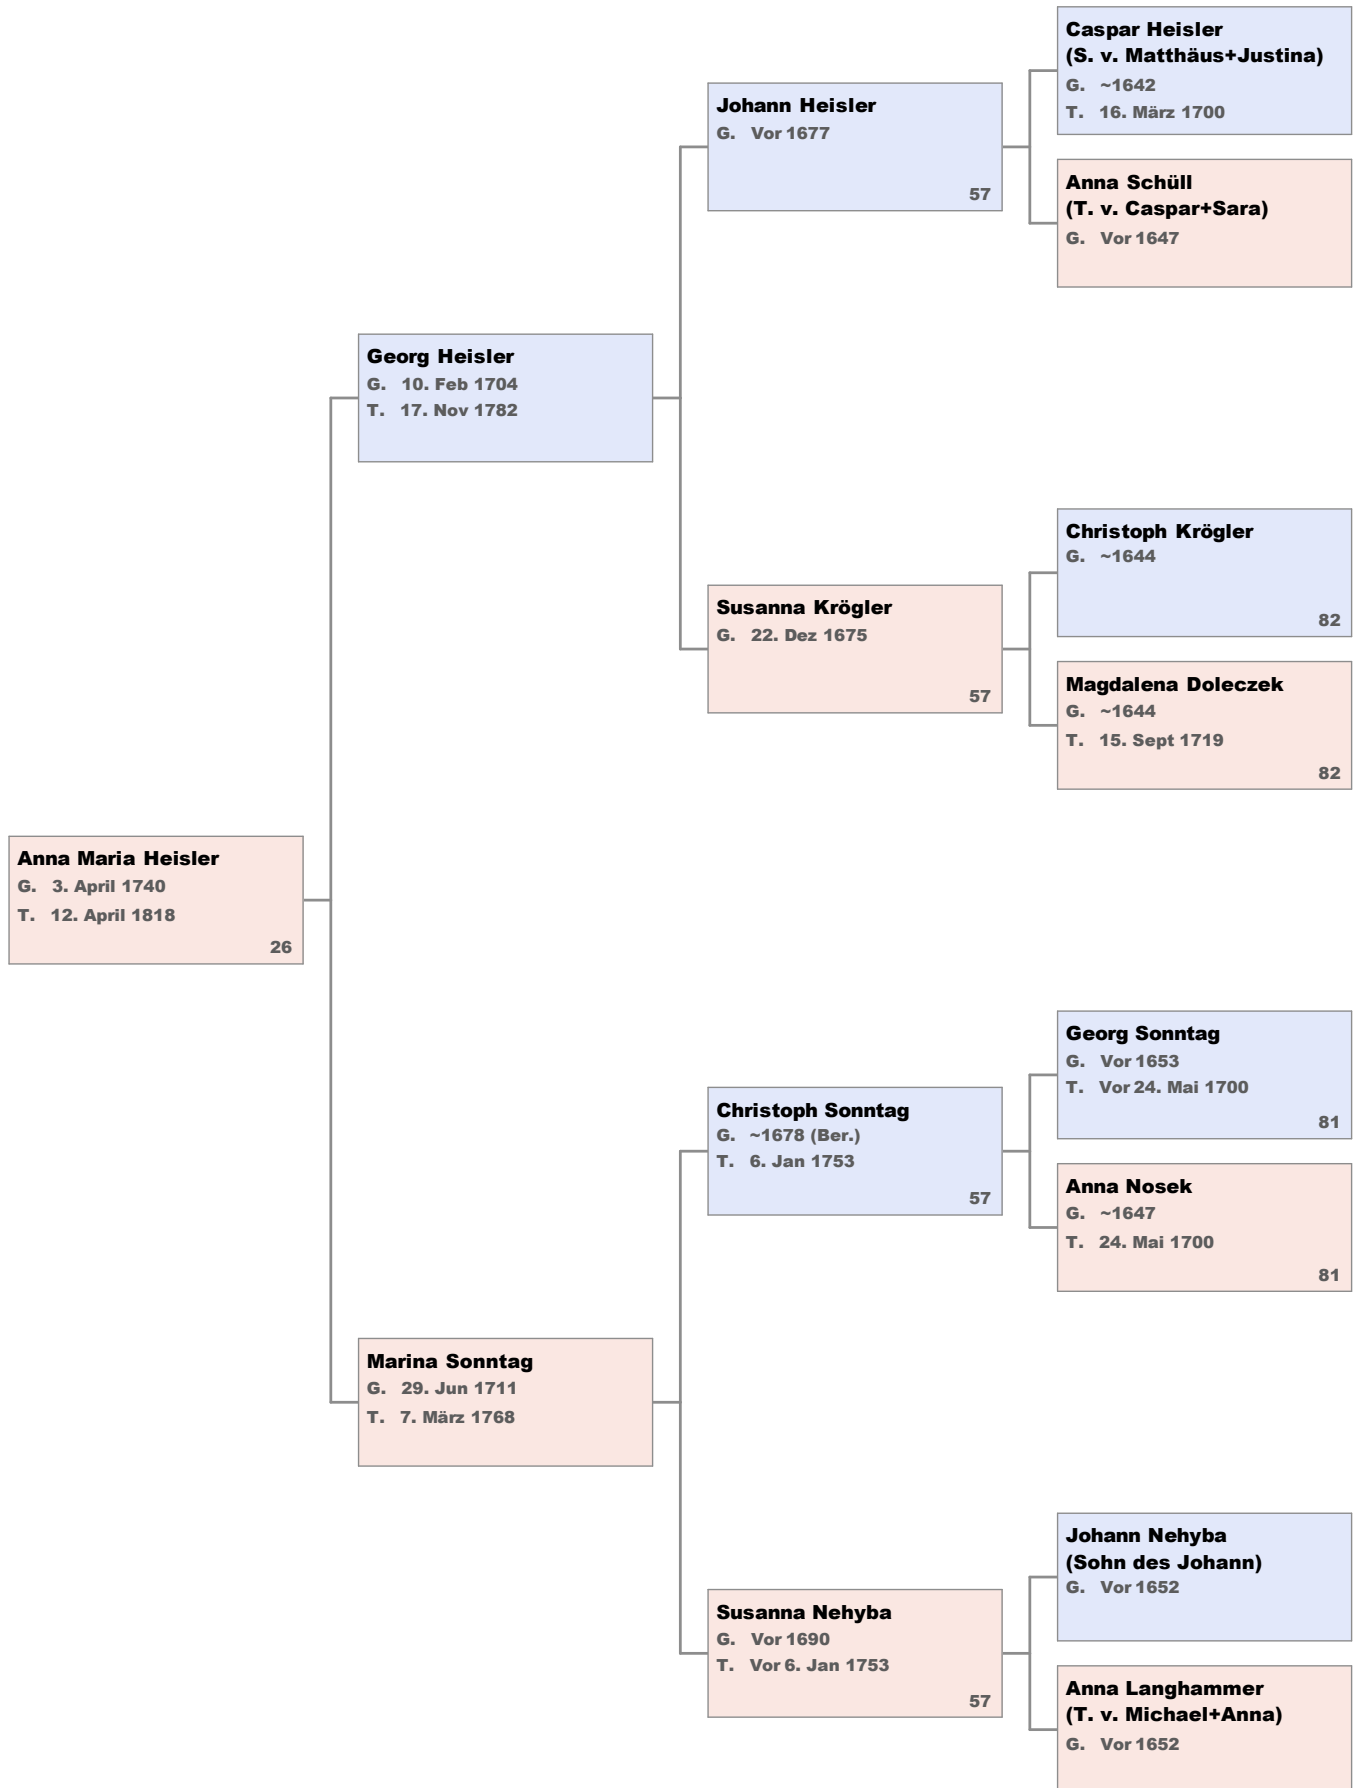 Caspar Heisler
(S. v. Matthäus+Justina)
G. ~1642
T. 16. März 1700
Johann Heisler
G. Vor 1677
57
Anna Schüll
(T. v. Caspar+Sara)
G. Vor 1647
Georg Heisler
G. 10. Feb 1704
T. 17. Nov 1782
Christoph Krögler
G. ~1644
82
Susanna Krögler
G. 22. Dez 1675
57
Magdalena Doleczek
G. ~1644
T. 15. Sept 1719
82
Anna Maria Heisler
G. 3. April 1740
T. 12. April 1818
26
Georg Sonntag
G. Vor 1653
T. Vor 24. Mai 1700
81
Christoph Sonntag
G. ~1678 (Ber.)
T. 6. Jan 1753
57
Anna Nosek
G. ~1647
T. 24. Mai 1700
81
Marina Sonntag
G. 29. Jun 1711
T. 7. März 1768
Johann Nehyba
(Sohn des Johann)
G. Vor 1652
Susanna Nehyba
G. Vor 1690
T. Vor 6. Jan 1753
57
Anna Langhammer
(T. v. Michael+Anna)
G. Vor 1652